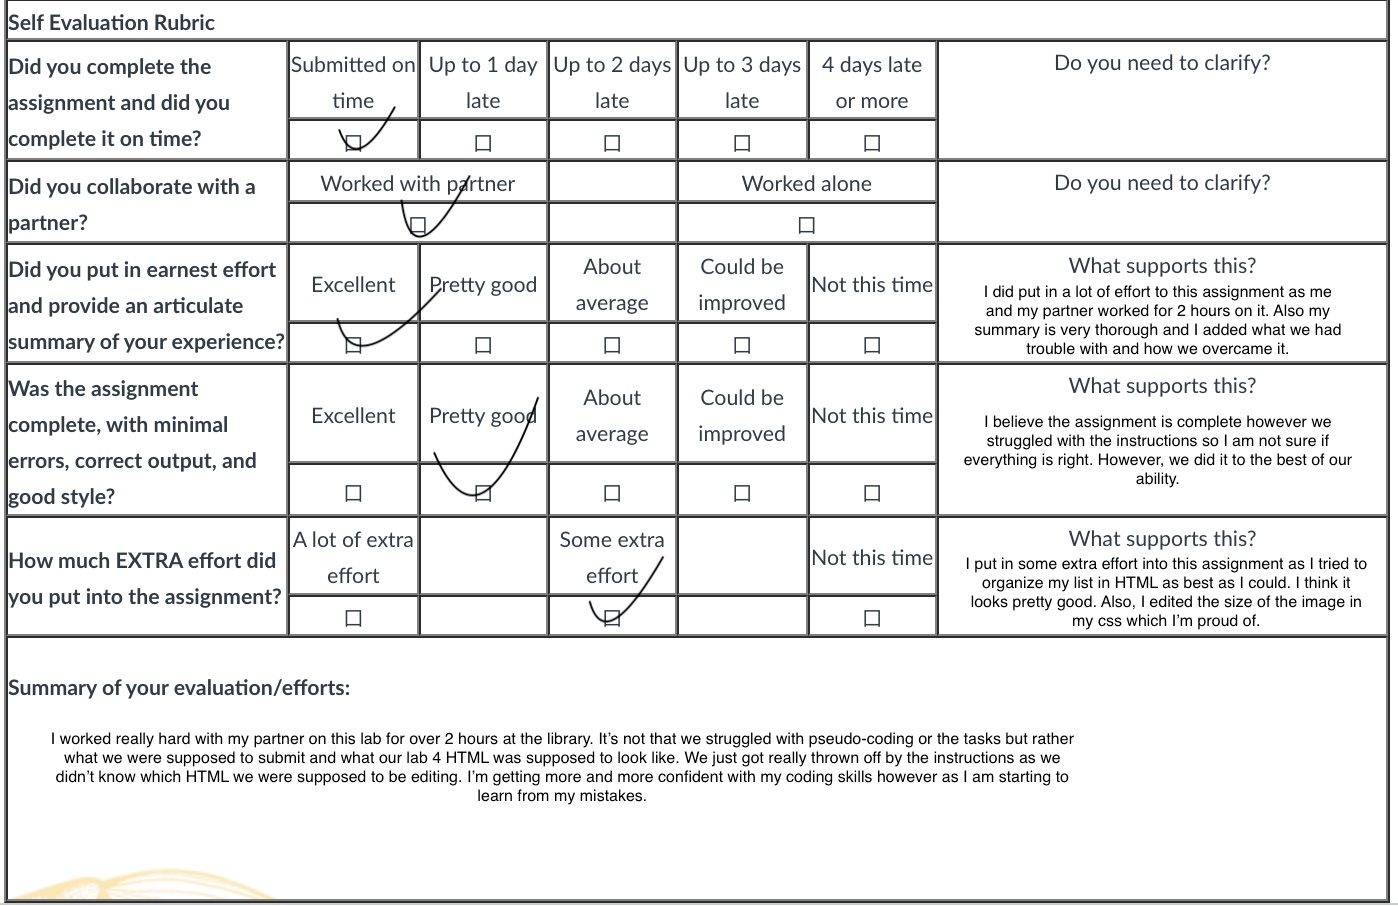 Self Evaluation Rubric
Did you complete the
assignment and did you
complete it on time?
Submitted on
time
Up to 1 day
late
Up to 2 days
late
Up to 3 days
late
4 days late
or more
Do you need to clarify?
☐ ☐ ☐ ☐ ☐
Did you collaborate with a
partner?
Worked with partner
Worked alone
Do you need to clarify?
☐ ☐
Did you put in earnest effort
and provide an articulate
summary of your experience?
Excellent
Pretty good
About
average
Could be
improved
Not this time
☐ ☐ ☐ ☐ ☐
What supports this?
I did put in a lot of effort to this assignment as me
and my partner worked for 2 hours on it. Also my
summary is very thorough and I added what we had
trouble with and how we overcame it.
Was the assignment
complete, with minimal
errors, correct output, and
good style?
Excellent
Pretty good
About
average
Could be
improved
Not this time
☐ ☐ ☐ ☐ ☐
What supports this?
I believe the assignment is complete however we
struggled with the instructions so I am not sure if
everything is right. However, we did it to the best of our
ability.
How much EXTRA effort did
you put into the assignment?
A lot of extra
effort
Some extra
effort
Not this time
☐ ☐ ☐
What supports this?
I put in some extra effort into this assignment as I tried to
organize my list in HTML as best as I could. I think it
looks pretty good. Also, I edited the size of the image in
my css which I’m proud of.
Summary of your evaluation/efforts:
I worked really hard with my partner on this lab for over 2 hours at the library. It’s not that we struggled with pseudo-coding or the tasks but rather
what we were supposed to submit and what our lab 4 HTML was supposed to look like. We just got really thrown off by the instructions as we
didn’t know which HTML we were supposed to be editing. I’m getting more and more confident with my coding skills however as I am starting to
learn from my mistakes.